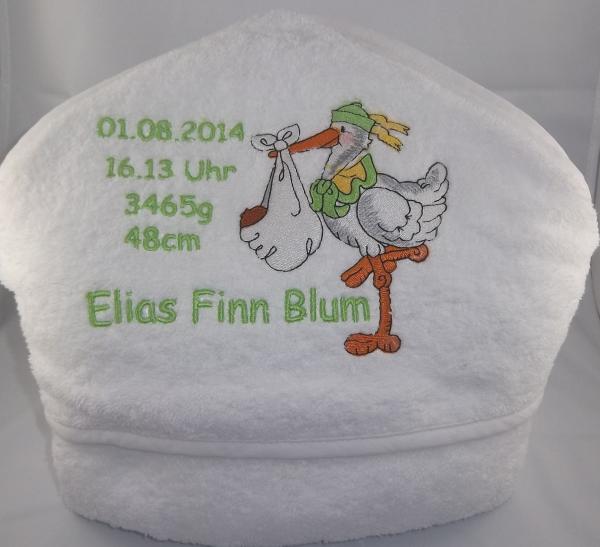 01.08.2014
16.13 Uhr
3465g
48cm
Elias Finn Blum